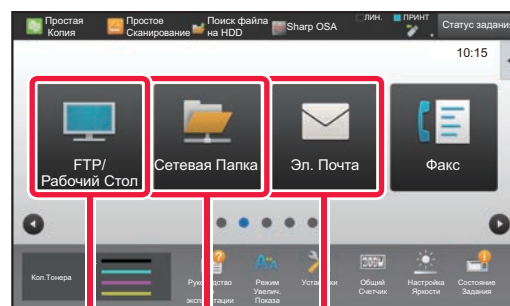 Простая
Копия
Простое
Сканирование
Поиск файла
на HDD
Sharp OSA
ЛИН.
ПРИНТ
Статус задания
10:15
FTP/
Рабочий Стол
Сетевая Папка
Эл. Почта
Факс
Кол.Тонера
Режим
Увелич.
Показа
Общий
Счетчик
Настройка
Яркости
Состояние
Задания